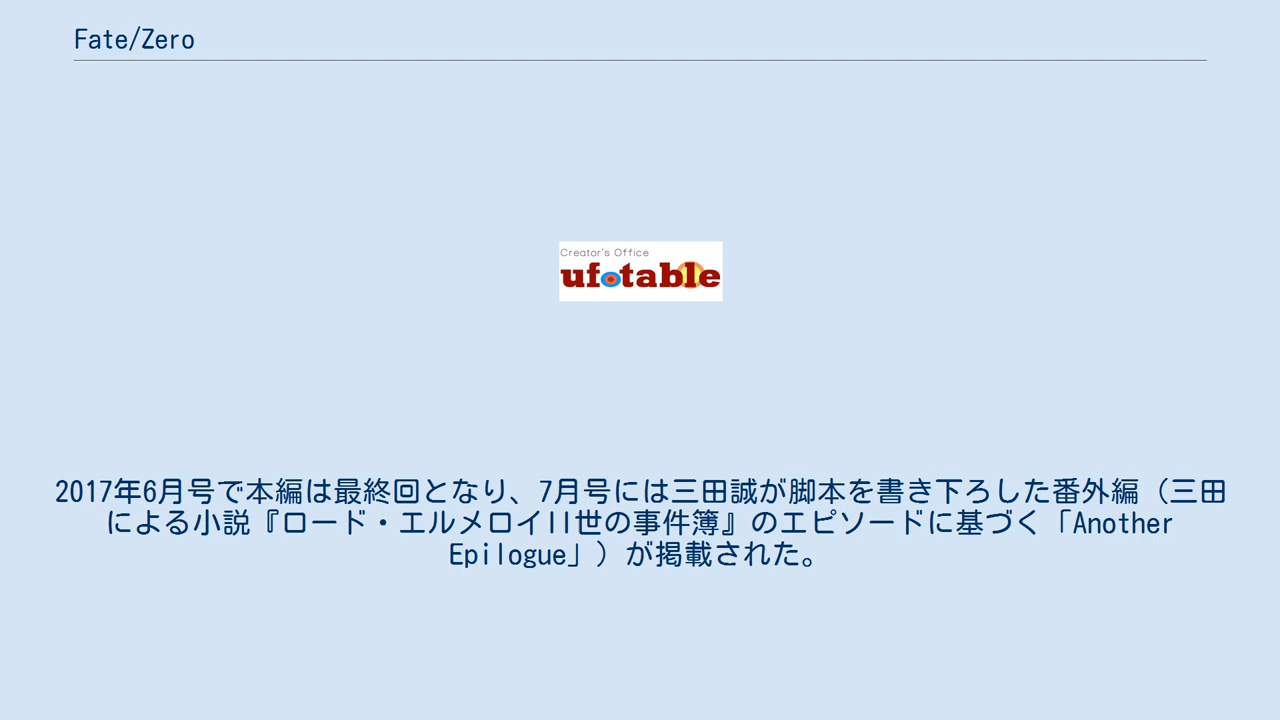 Fate/Zero
Creator's Office
ufotable
2017年6月号で本編は最終回となり、7月号には三田誠が脚本を書き下ろした番外編（三田
による小説『ロード・エルメロイII世の事件簿』のエピソードに基づく「Another
Epilogue」）が掲載された。